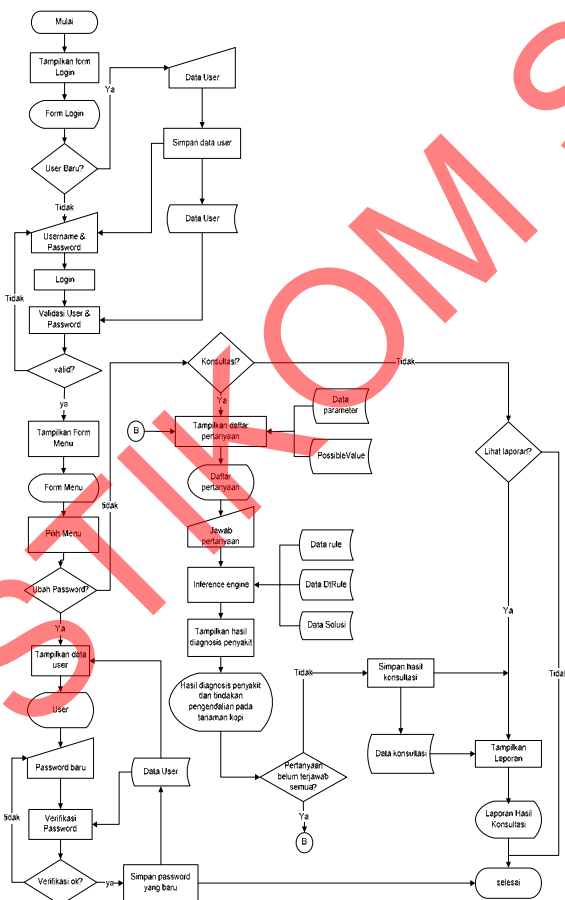 Mulai
Tampilkan form
Login
Form Login
User Baru?
Ya
Data User
Simpan data user
Data User
Tidak
Username &
Password
Login
Tidak
Validasi User &
Password
valid?
ya
Tampilkan Form
Menu
Form Menu
Pilih Menu
Ubah Password?
tidak
Ya
Tampilkan data
user
User
Password baru
Data User
Verifikasi
Password
tidak
Verifikasi ok?
ya
Simpan password
yang baru
Konsultasi?
Tidak
Ya
B
Tampilkan daftar
pertanyaan
Data
parameter
PossibleValue
Daftar
pertanyaan
Jawab
pertanyaan
Inference engine
Data rule
Data DtRule
Data Solusi
Tampilkan hasil
diagnosis penyakit
Hasil diagnosis penyakit
dan tindakan
pengendalian pada
tanaman kopi
Pertanyaan
belum terjawab
semua?
Tidak
Ya
B
Simpan hasil
konsultasi
Data konsultasi
Lihat laporan?
Ya
Tidak
Tampilkan
Laporan
Laporan Hasil
Konsultasi
selesai
STIKOM S